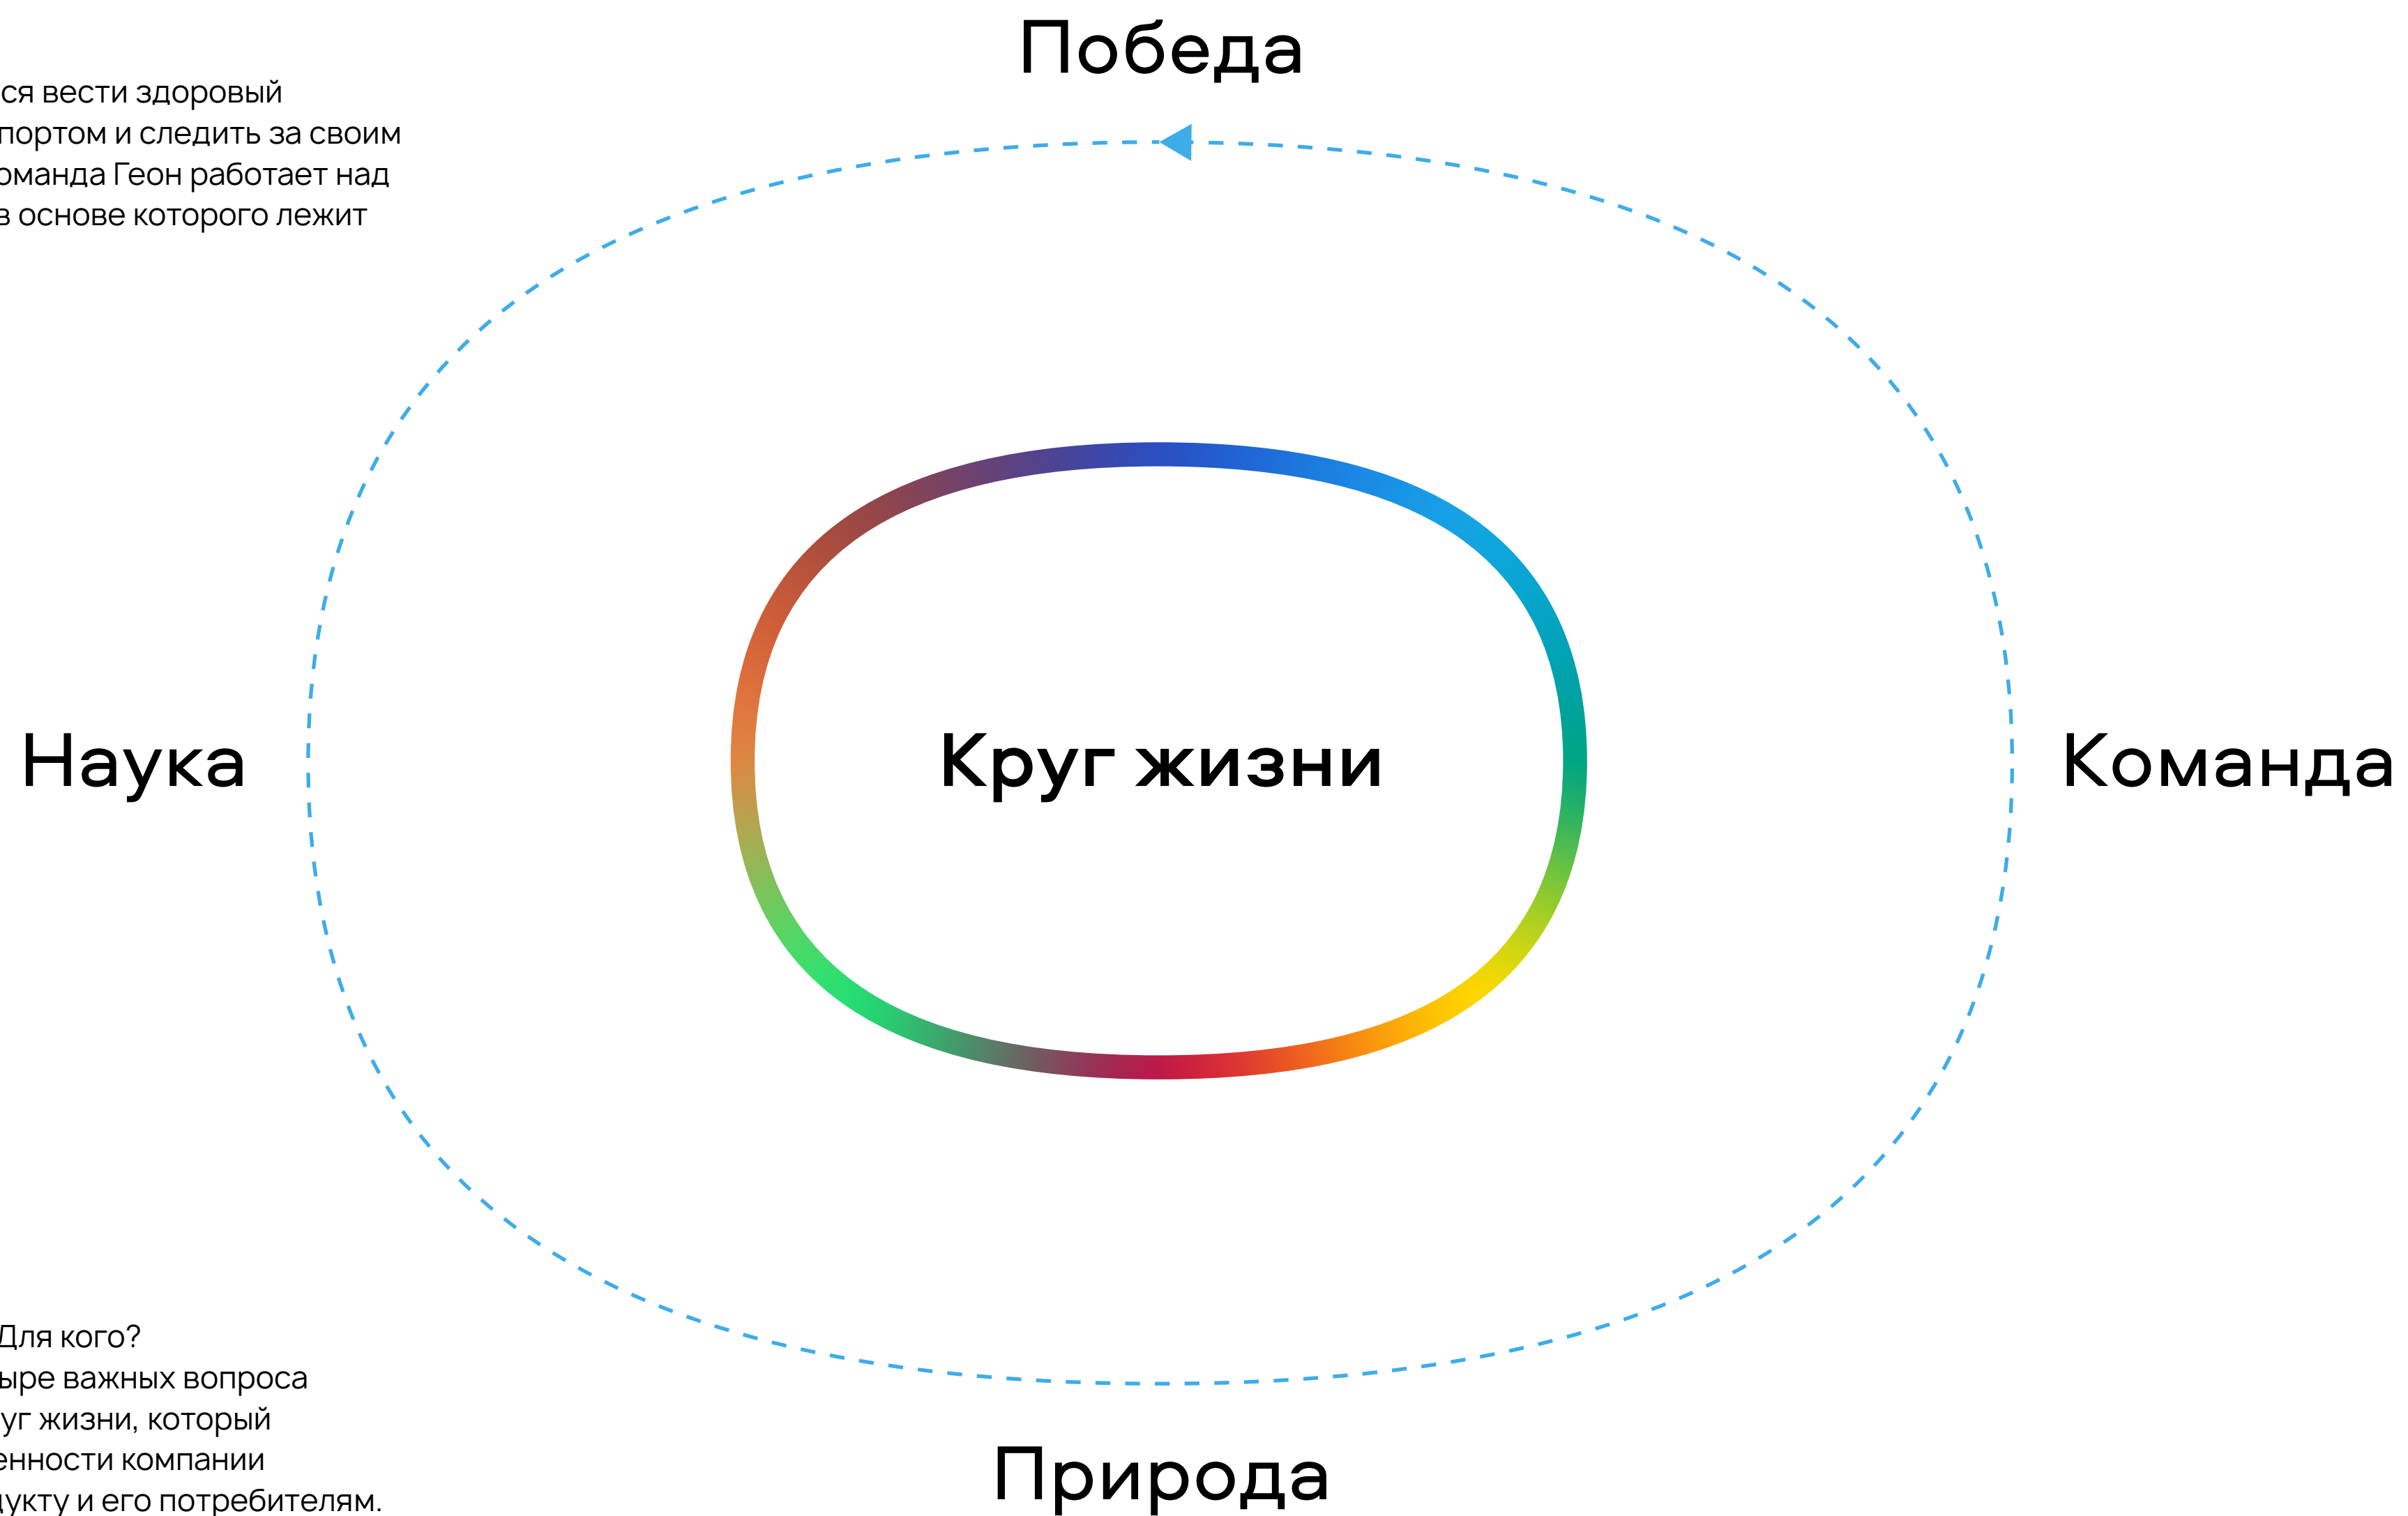 Победа
ся вести здоровый
портом и следить за своим
оманда Геон работает над
в основе которого лежит
Наука
Круг жизни
Команда
Для кого?
ыре важных вопроса
уг жизни, который
енности компании
дукту и его потребителям.
Природа